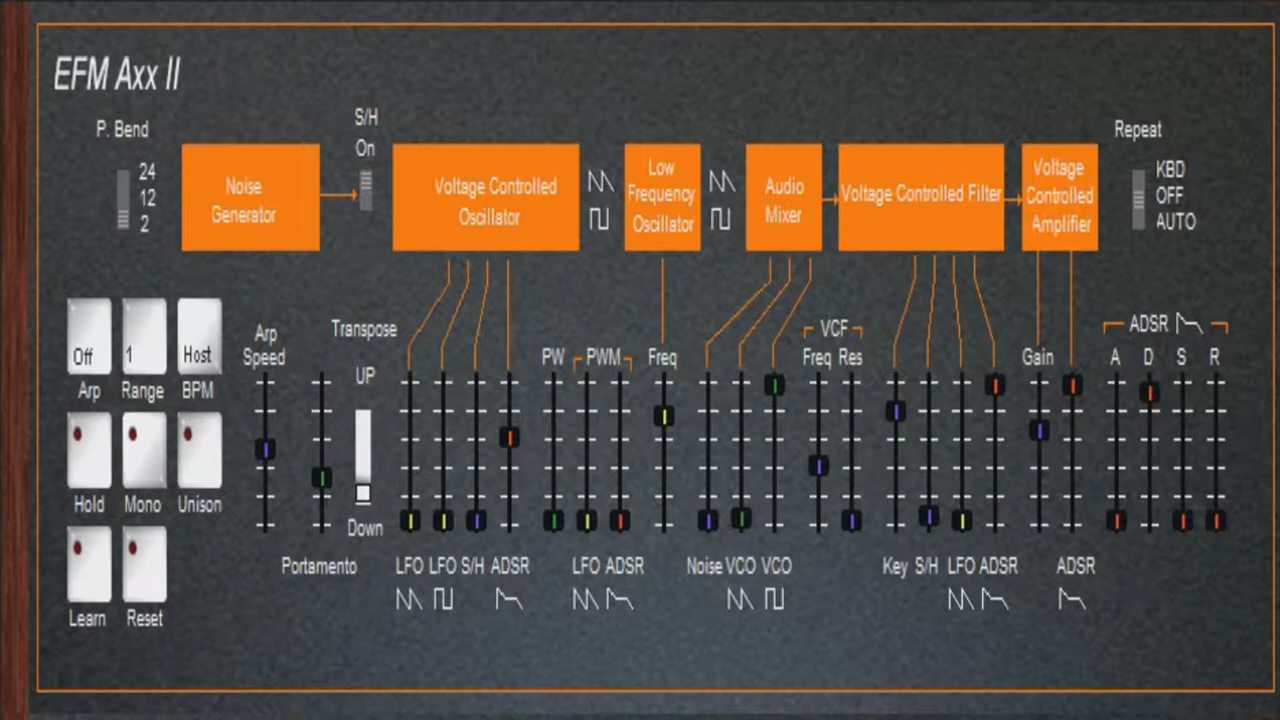 EFM Axx II
P. Bend
24
12
2
Noise
Generator
S/H
On
Voltage Controlled
Oscillator
Low
Frequency
Oscillator
Audio
Mixer
Voltage Controlled Filter
Voltage
Controlled
Amplifier
Repeat
KBD
OFF
AUTO
Off
1
Host
Arp
Range
BPM
Hold
Mono
Unison
Learn
Reset
Arp
Speed
Portamento
Transpose
UP
Down
PW
PWM
Freq
VCF
Freq Res
Gain
ADSR
A D S R
LFO LFO S/H ADSR
LFO ADSR
Noise VCO VCO
Key S/H LFO ADSR
ADSR